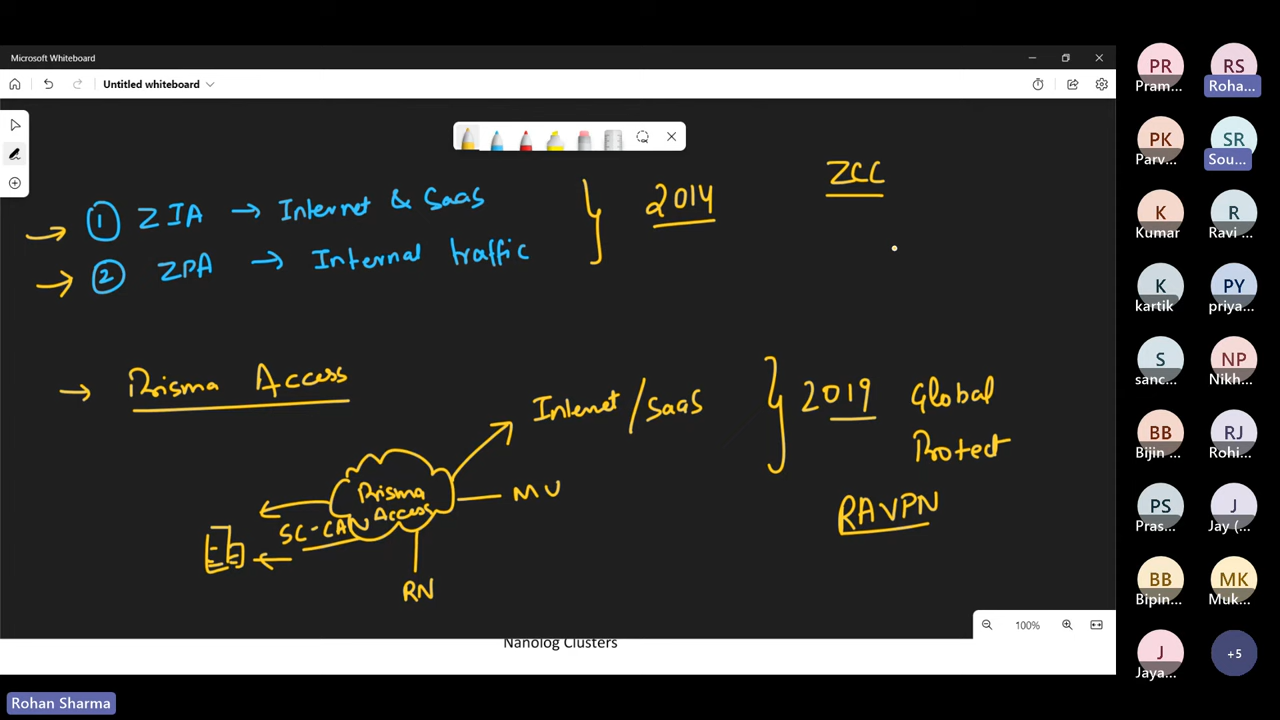 Microsoft Whiteboard
Untitled whiteboard
ZCC
① ZIA → Internet & SaaS
2014
② ZPA → Internal traffic
→ Prisma Access
Internet/SaaS
2019 Global
Protect
Prisma
Access
MU
SC-CAN
RAVPN
RN
100%
Nanolog Clusters
Rohan Sharma
PR
Pram...
RS
Roha...
PK
Parv...
SR
Sou...
K
Kumar
R
Ravi ...
K
kartik
PY
priya...
S
sanc...
NP
Nikh...
BB
Bijin ...
RJ
Rohi...
PS
Pras...
J
Jay (...
BB
Bipin...
MK
Muk...
J
Jaya...
+5